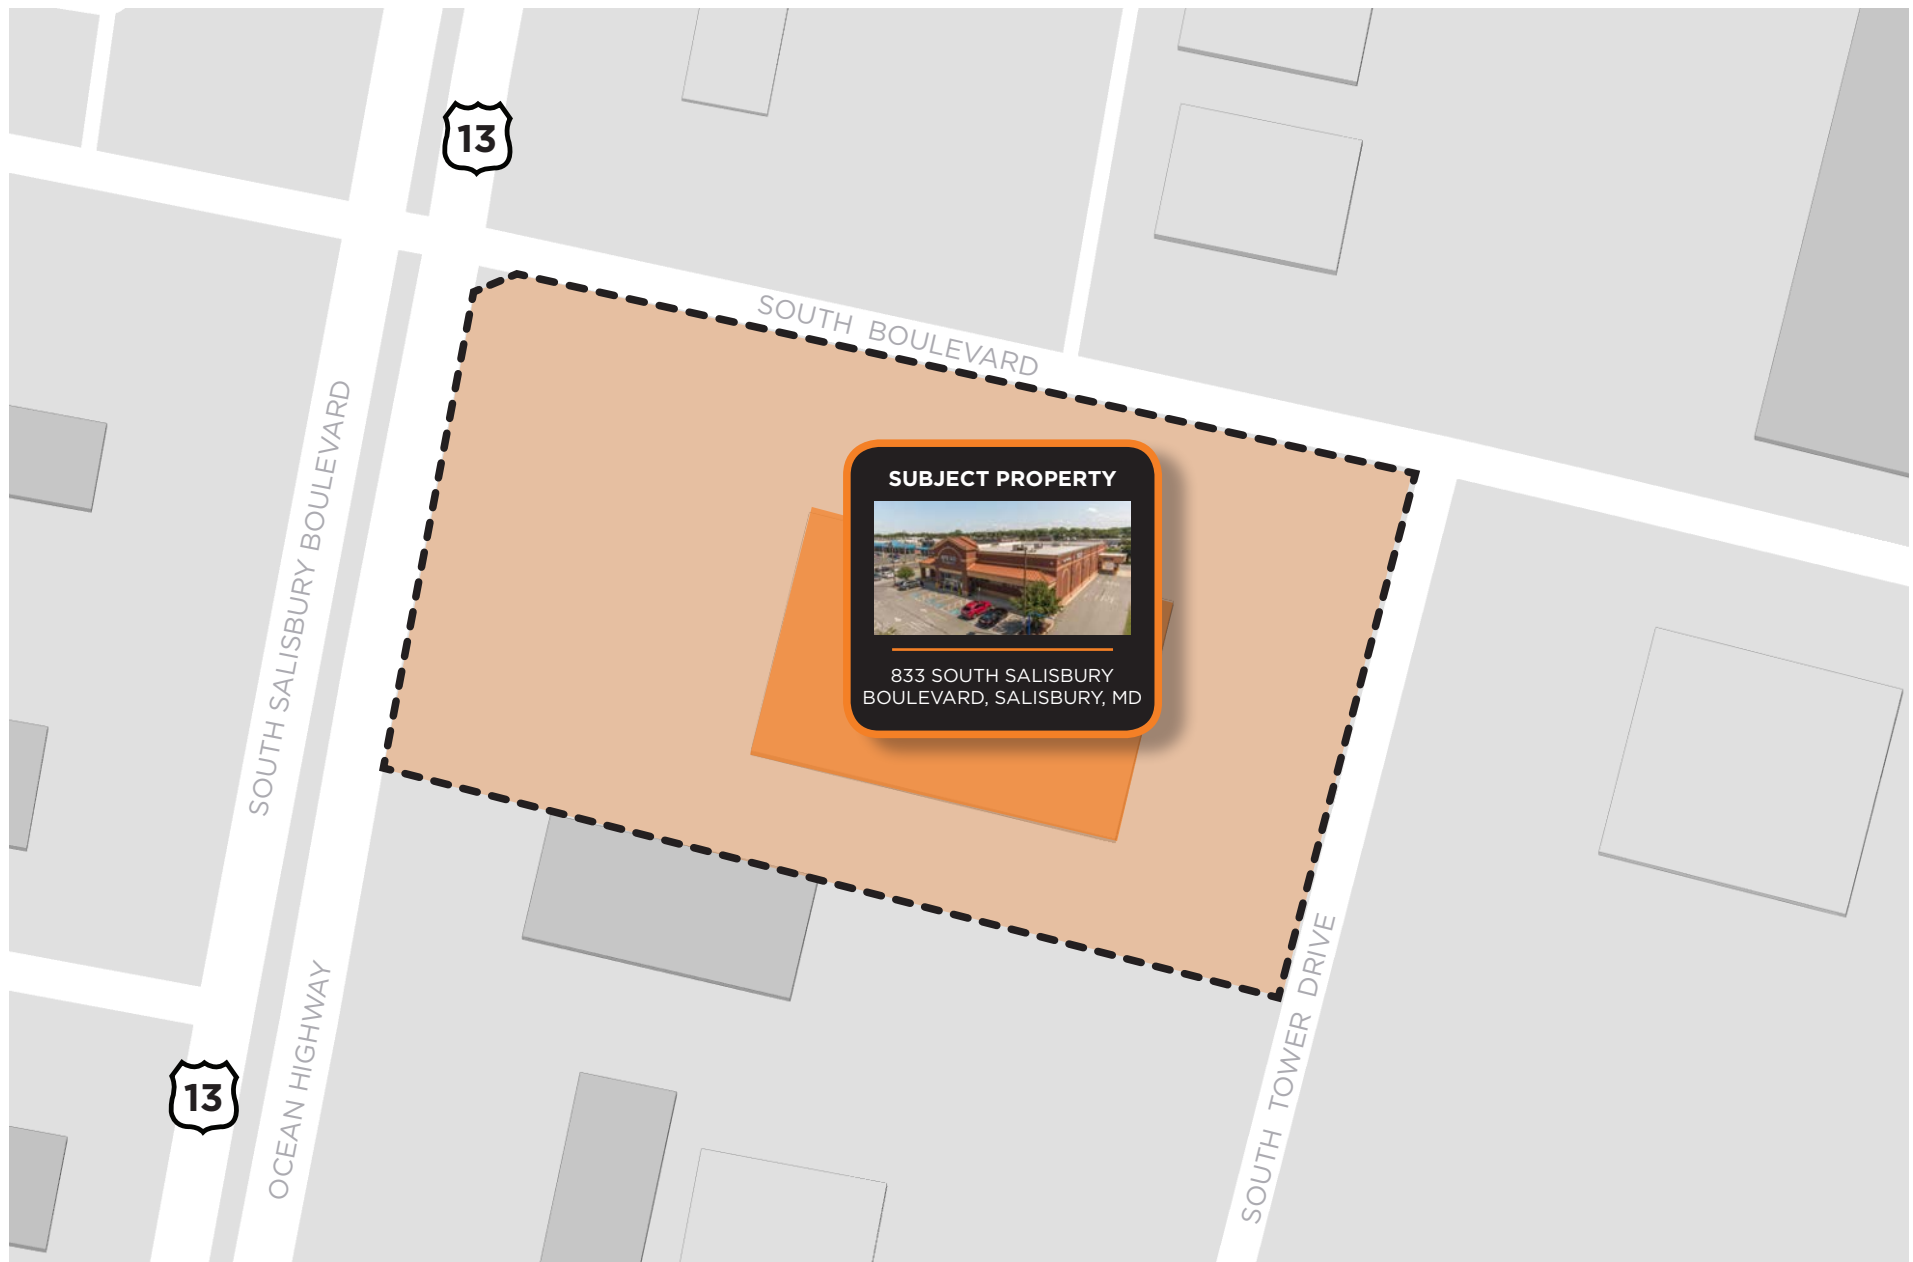 13
SOUTH BOULEVARD
SOUTH SALISBURY BOULEVARD
SUBJECT PROPERTY
833 SOUTH SALISBURY
BOULEVARD, SALISBURY, MD
OCEAN HIGHWAY
SOUTH TOWER DRIVE
13